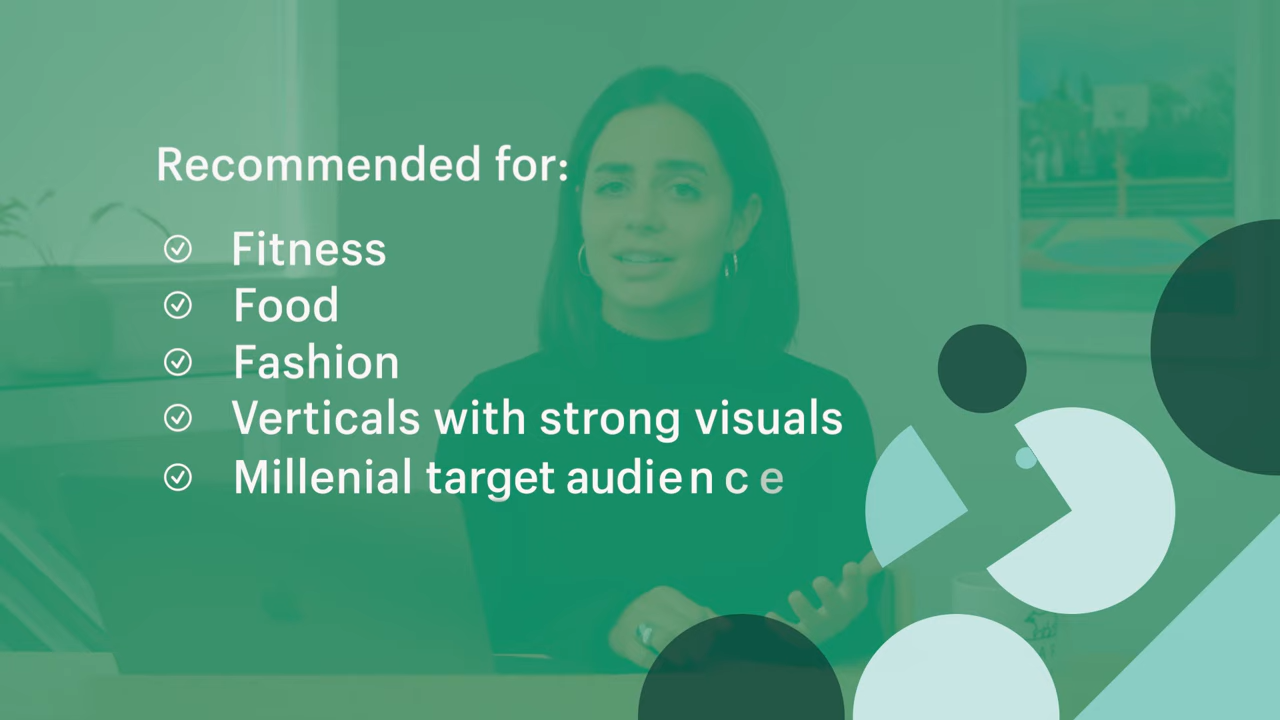 Recommended for:
Fitness
Food
Fashion
Verticals with strong visuals
Millenial target audience